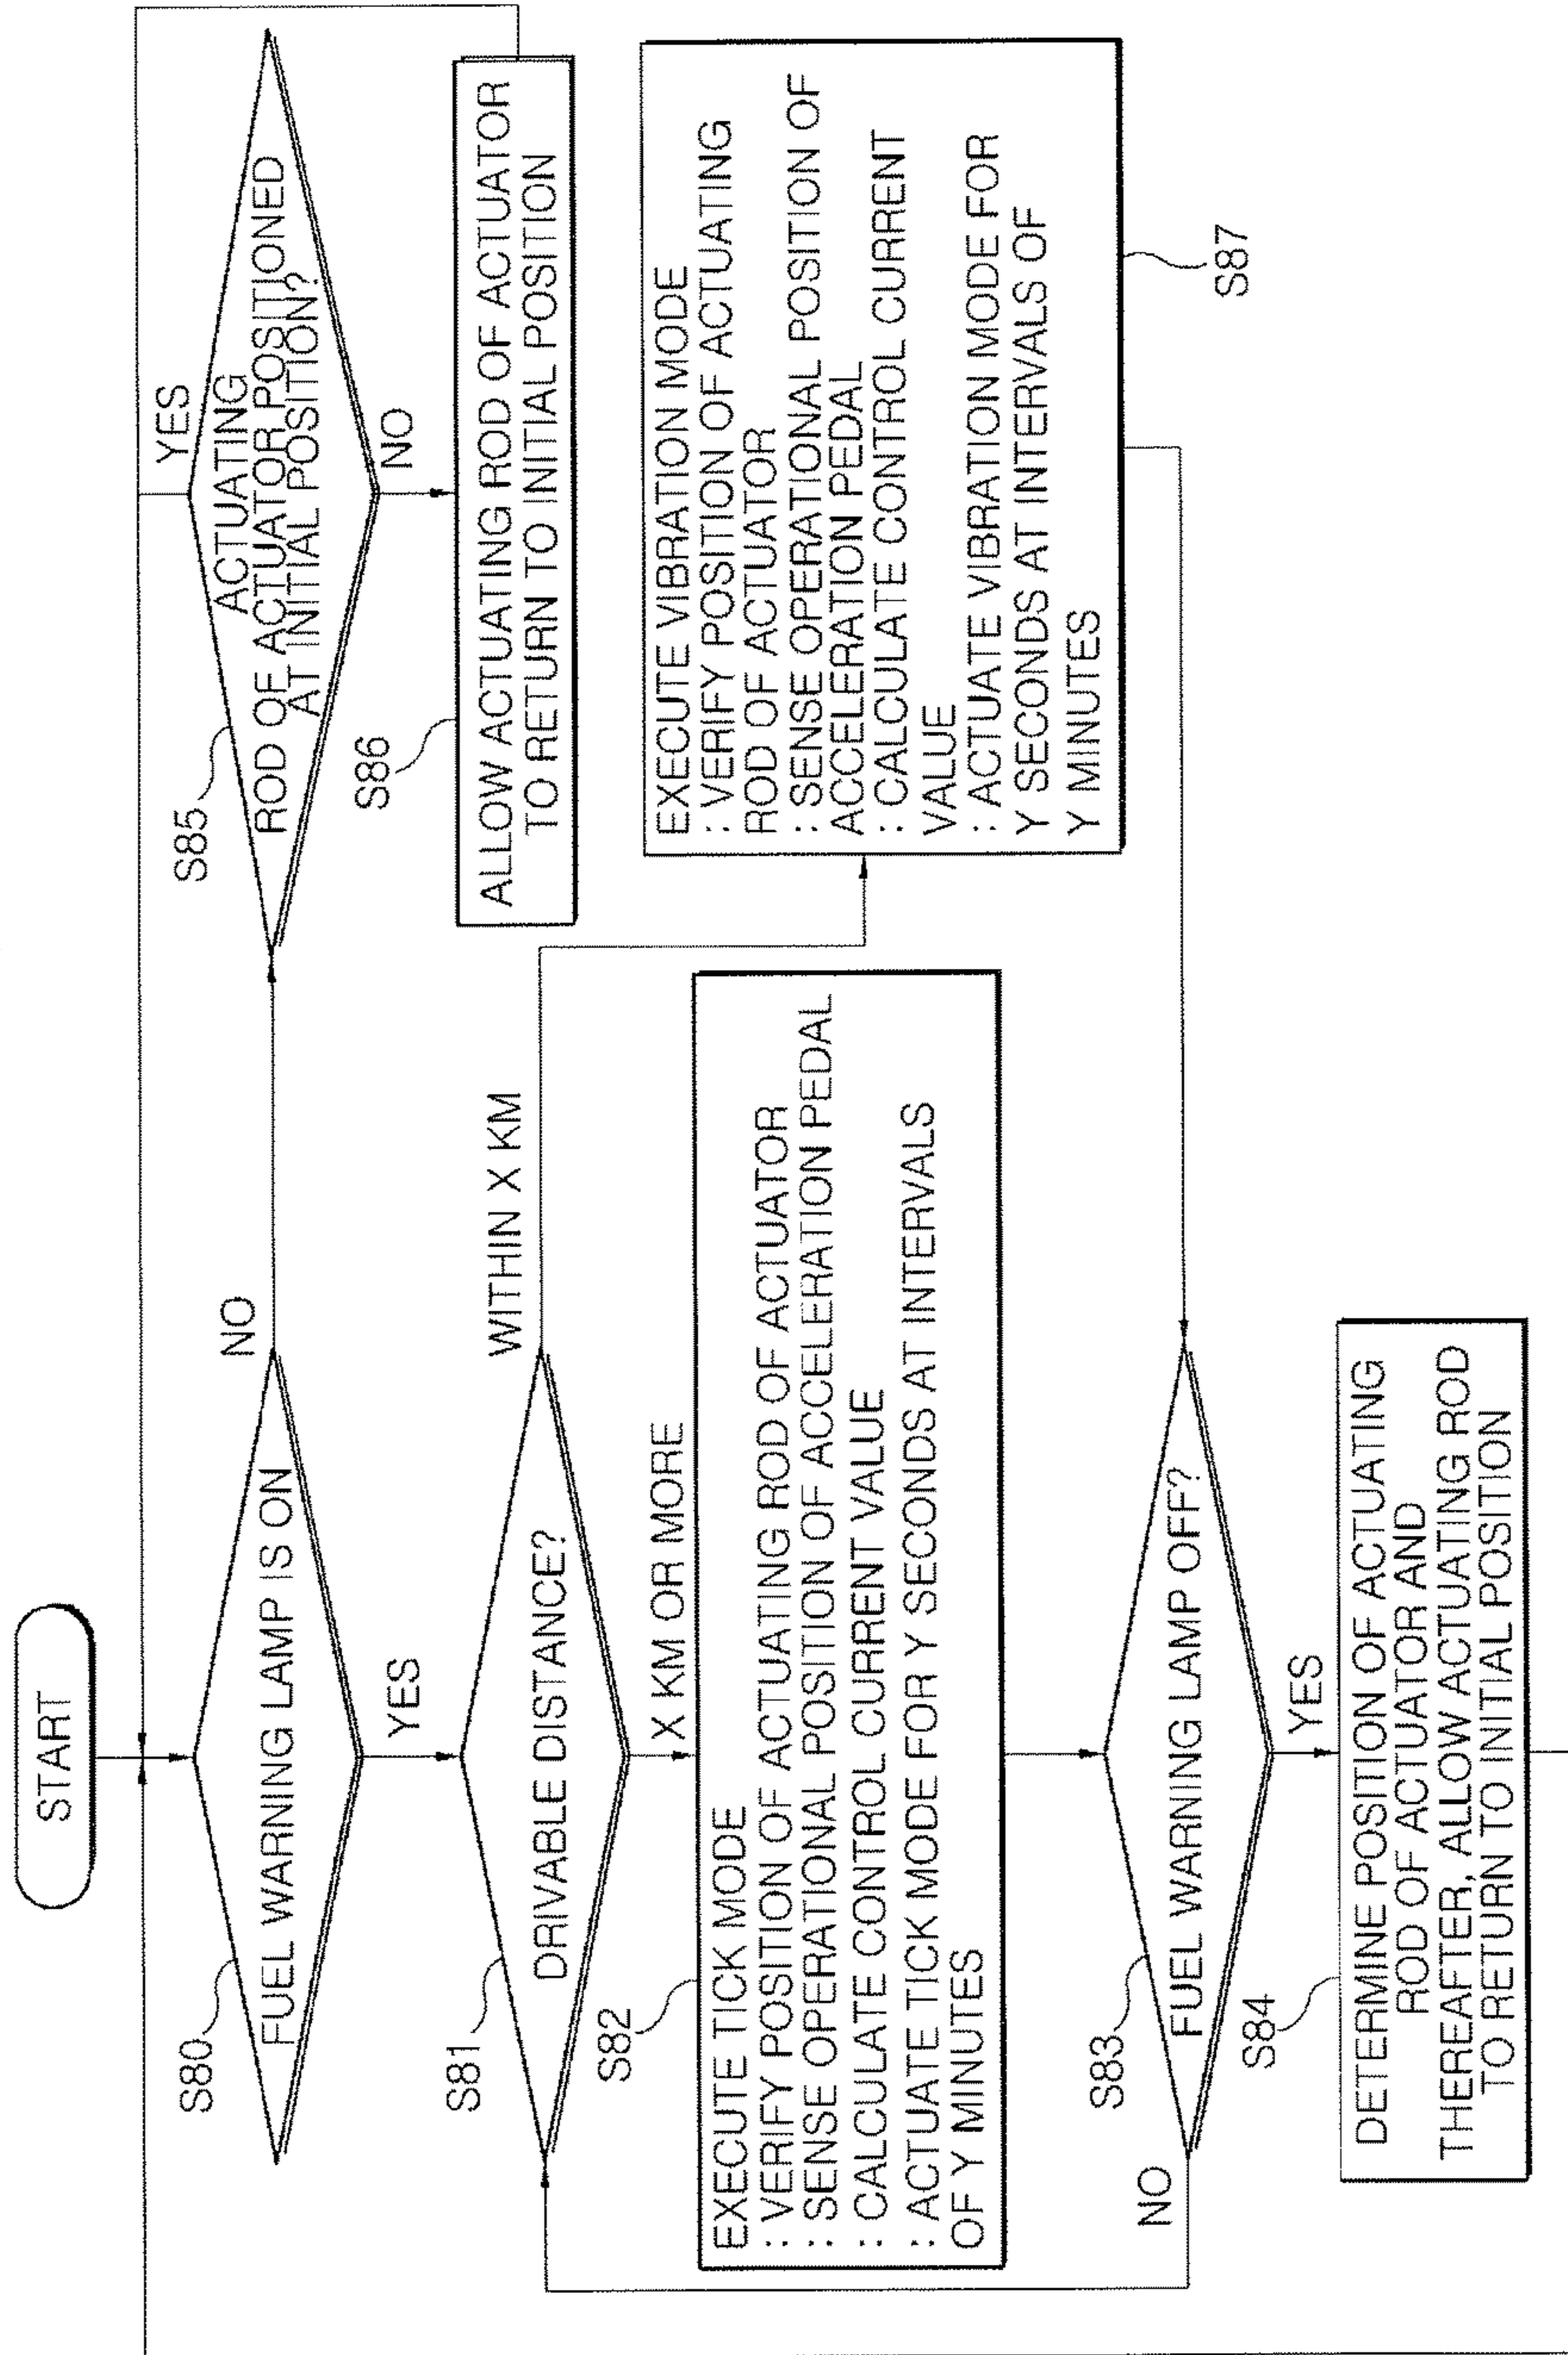 START
S80
FUEL WARNING LAMP IS ON
NO
YES
S85
ACTUATING
ROD OF ACTUATOR POSITIONED
AT INITIAL POSITION?
YES
NO
S86
ALLOW ACTUATING ROD OF ACTUATOR
TO RETURN TO INITIAL POSITION
S81
DRIVABLE DISTANCE?
WITHIN X KM
X KM OR MORE
S82
EXECUTE TICK MODE
: VERIFY POSITION OF ACTUATING ROD OF ACTUATOR
: SENSE OPERATIONAL POSITION OF ACCELERATION PEDAL
: CALCULATE CONTROL CURRENT VALUE
: ACTUATE TICK MODE FOR Y SECONDS AT INTERVALS
OF Y MINUTES
EXECUTE VIBRATION MODE
: VERIFY POSITION OF ACTUATING
ROD OF ACTUATOR
: SENSE OPERATIONAL POSITION OF
ACCELERATION PEDAL
: CALCULATE CONTROL CURRENT
VALUE
: ACTUATE VIBRATION MODE FOR
Y SECONDS AT INTERVALS OF
Y MINUTES
S87
S83
FUEL WARNING LAMP OFF?
NO
YES
S84
DETERMINE POSITION OF ACTUATING
ROD OF ACTUATOR AND
THEREAFTER, ALLOW ACTUATING ROD
TO RETURN TO INITIAL POSITION